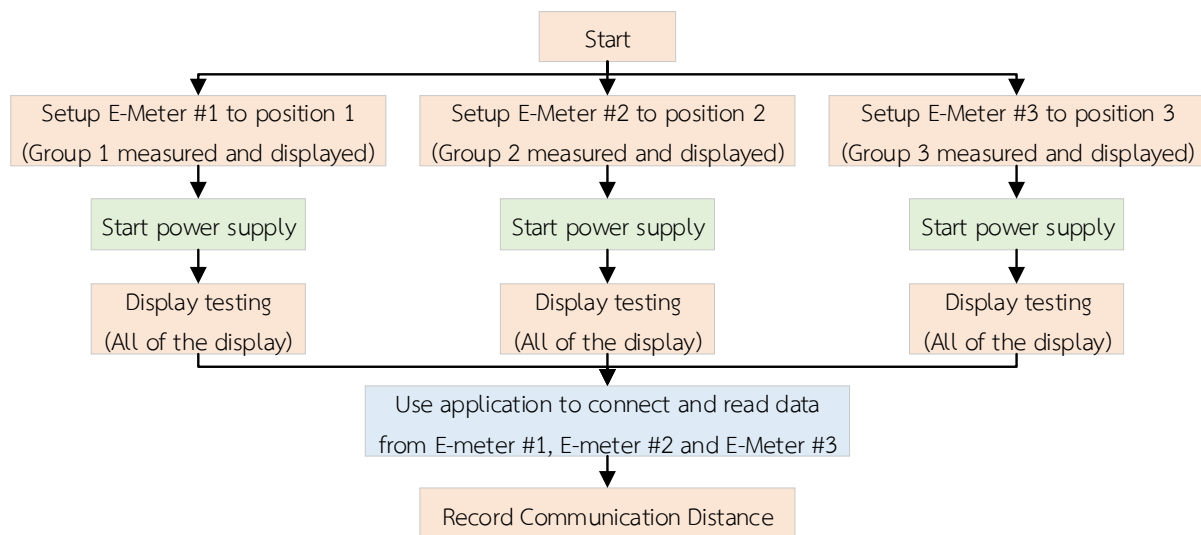 Start
Setup E-Meter #1 to position 1
(Group 1 measured and displayed)
Setup E-Meter #2 to position 2
(Group 2 measured and displayed)
Setup E-Meter #3 to position 3
(Group 3 measured and displayed)
Start power supply
Start power supply
Start power supply
Display testing
(All of the display)
Display testing
(All of the display)
Display testing
(All of the display)
Use application to connect and read data
from E-meter #1, E-meter #2 and E-Meter #3
Record Communication Distance